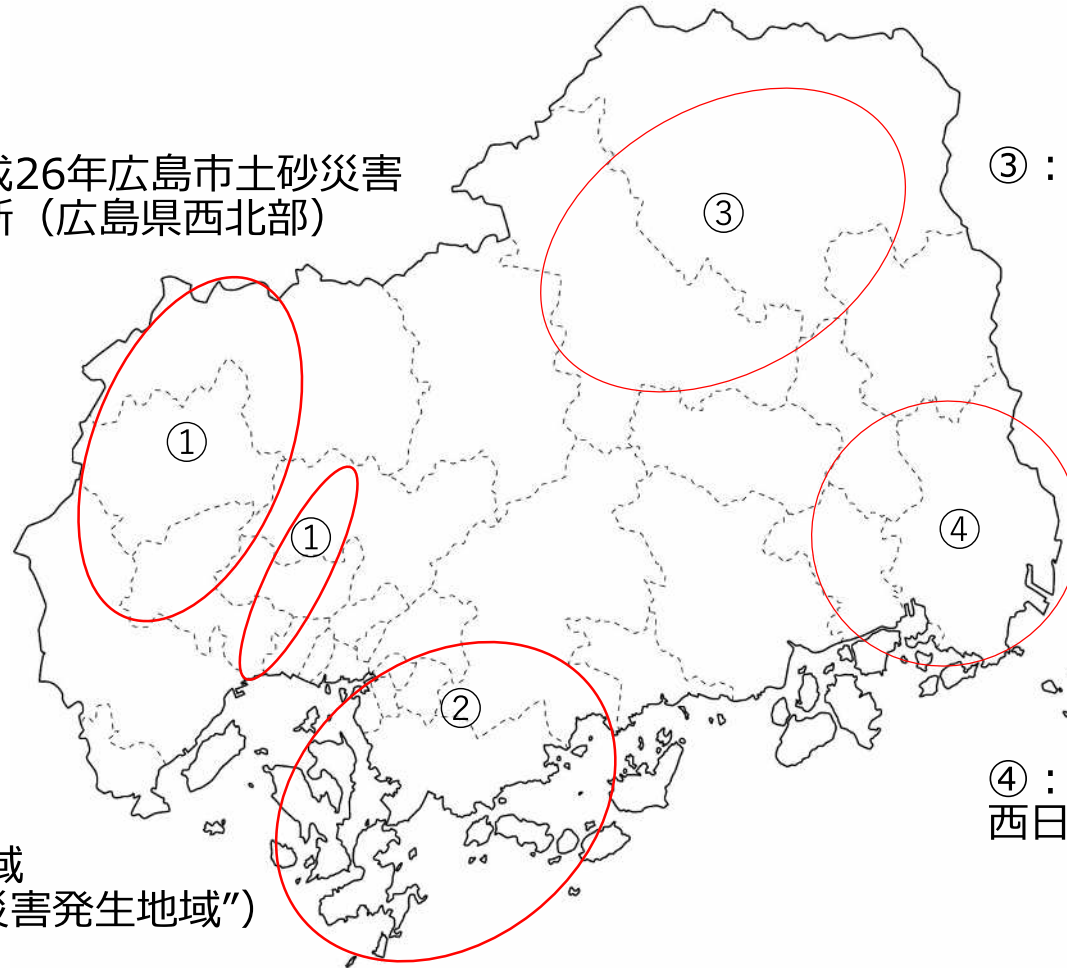 成26年広島市土砂災害
所（広島県西北部）
③：
③
①
①
④
②
④：
西日
域
災害発生地域”）